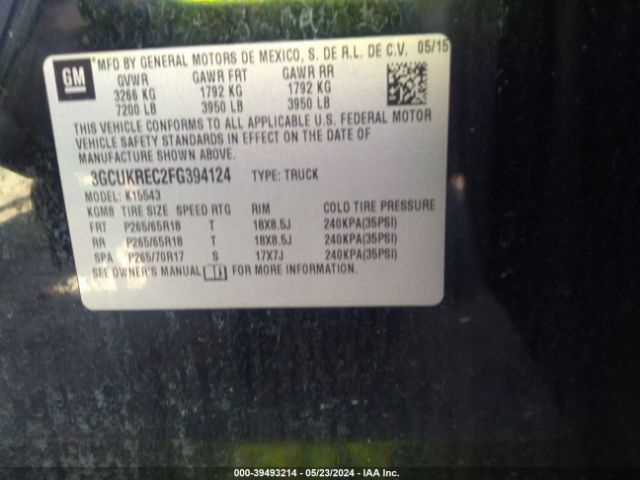 GM
*MFD BY GENERAL MOTORS DE MEXICO, S. DE R.L. DE C.V. 05/15
GVWR GAWR FRT GAWR RR
3266 KG 1792 KG 1792 KG
7200 LB 3950 LB 3950 LB
THIS VEHICLE CONFORMS TO ALL APPLICABLE U.S. FEDERAL MOTOR
VEHICLE SAFETY STANDARDS IN EFFECT ON THE DATE OF
MANUFACTURE SHOWN ABOVE.
3GCUKREC2FG394124 TYPE: TRUCK
MODEL: K15543
KGM8 TIRE SIZE SPEED RTG RIM COLD TIRE PRESSURE
FRT P265/65R18 T 18X8.5J 240KPA(35PSI)
RR P265/65R18 T 18X8.5J 240KPA(35PSI)
SPA P265/70R17 S 17X7J 240KPA(35PSI)
SEE OWNER'S MANUAL FOR MORE INFORMATION.
000-39493214 - 05/23/2024 - IAA Inc.